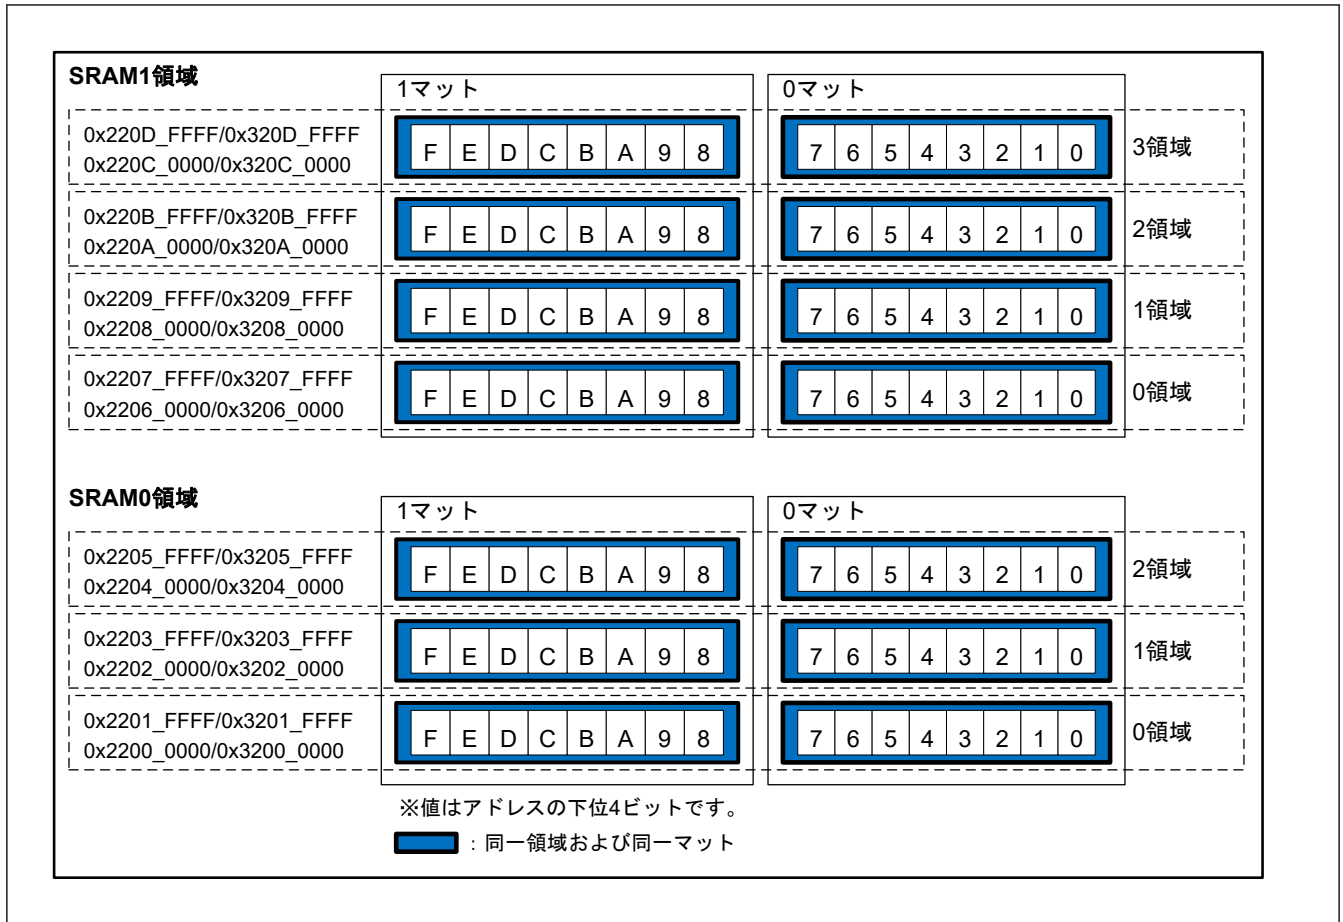 SRAM1領域
1マット 0マット
0x220D_FFFF/0x320D_FFFF
0x220C_0000/0x320C_0000
F E D C B A 9 8 7 6 5 4 3 2 1 0 3領域
0x220B_FFFF/0x320B_FFFF
0x220A_0000/0x320A_0000
F E D C B A 9 8 7 6 5 4 3 2 1 0 2領域
0x2209_FFFF/0x3209_FFFF
0x2208_0000/0x3208_0000
F E D C B A 9 8 7 6 5 4 3 2 1 0 1領域
0x2207_FFFF/0x3207_FFFF
0x2206_0000/0x3206_0000
F E D C B A 9 8 7 6 5 4 3 2 1 0 0領域
SRAM0領域
1マット 0マット
0x2205_FFFF/0x3205_FFFF
0x2204_0000/0x3204_0000
F E D C B A 9 8 7 6 5 4 3 2 1 0 2領域
0x2203_FFFF/0x3203_FFFF
0x2202_0000/0x3202_0000
F E D C B A 9 8 7 6 5 4 3 2 1 0 1領域
0x2201_FFFF/0x3201_FFFF
0x2200_0000/0x3200_0000
F E D C B A 9 8 7 6 5 4 3 2 1 0 0領域
※値はアドレスの下位4ビットです。
：同一領域および同一マット